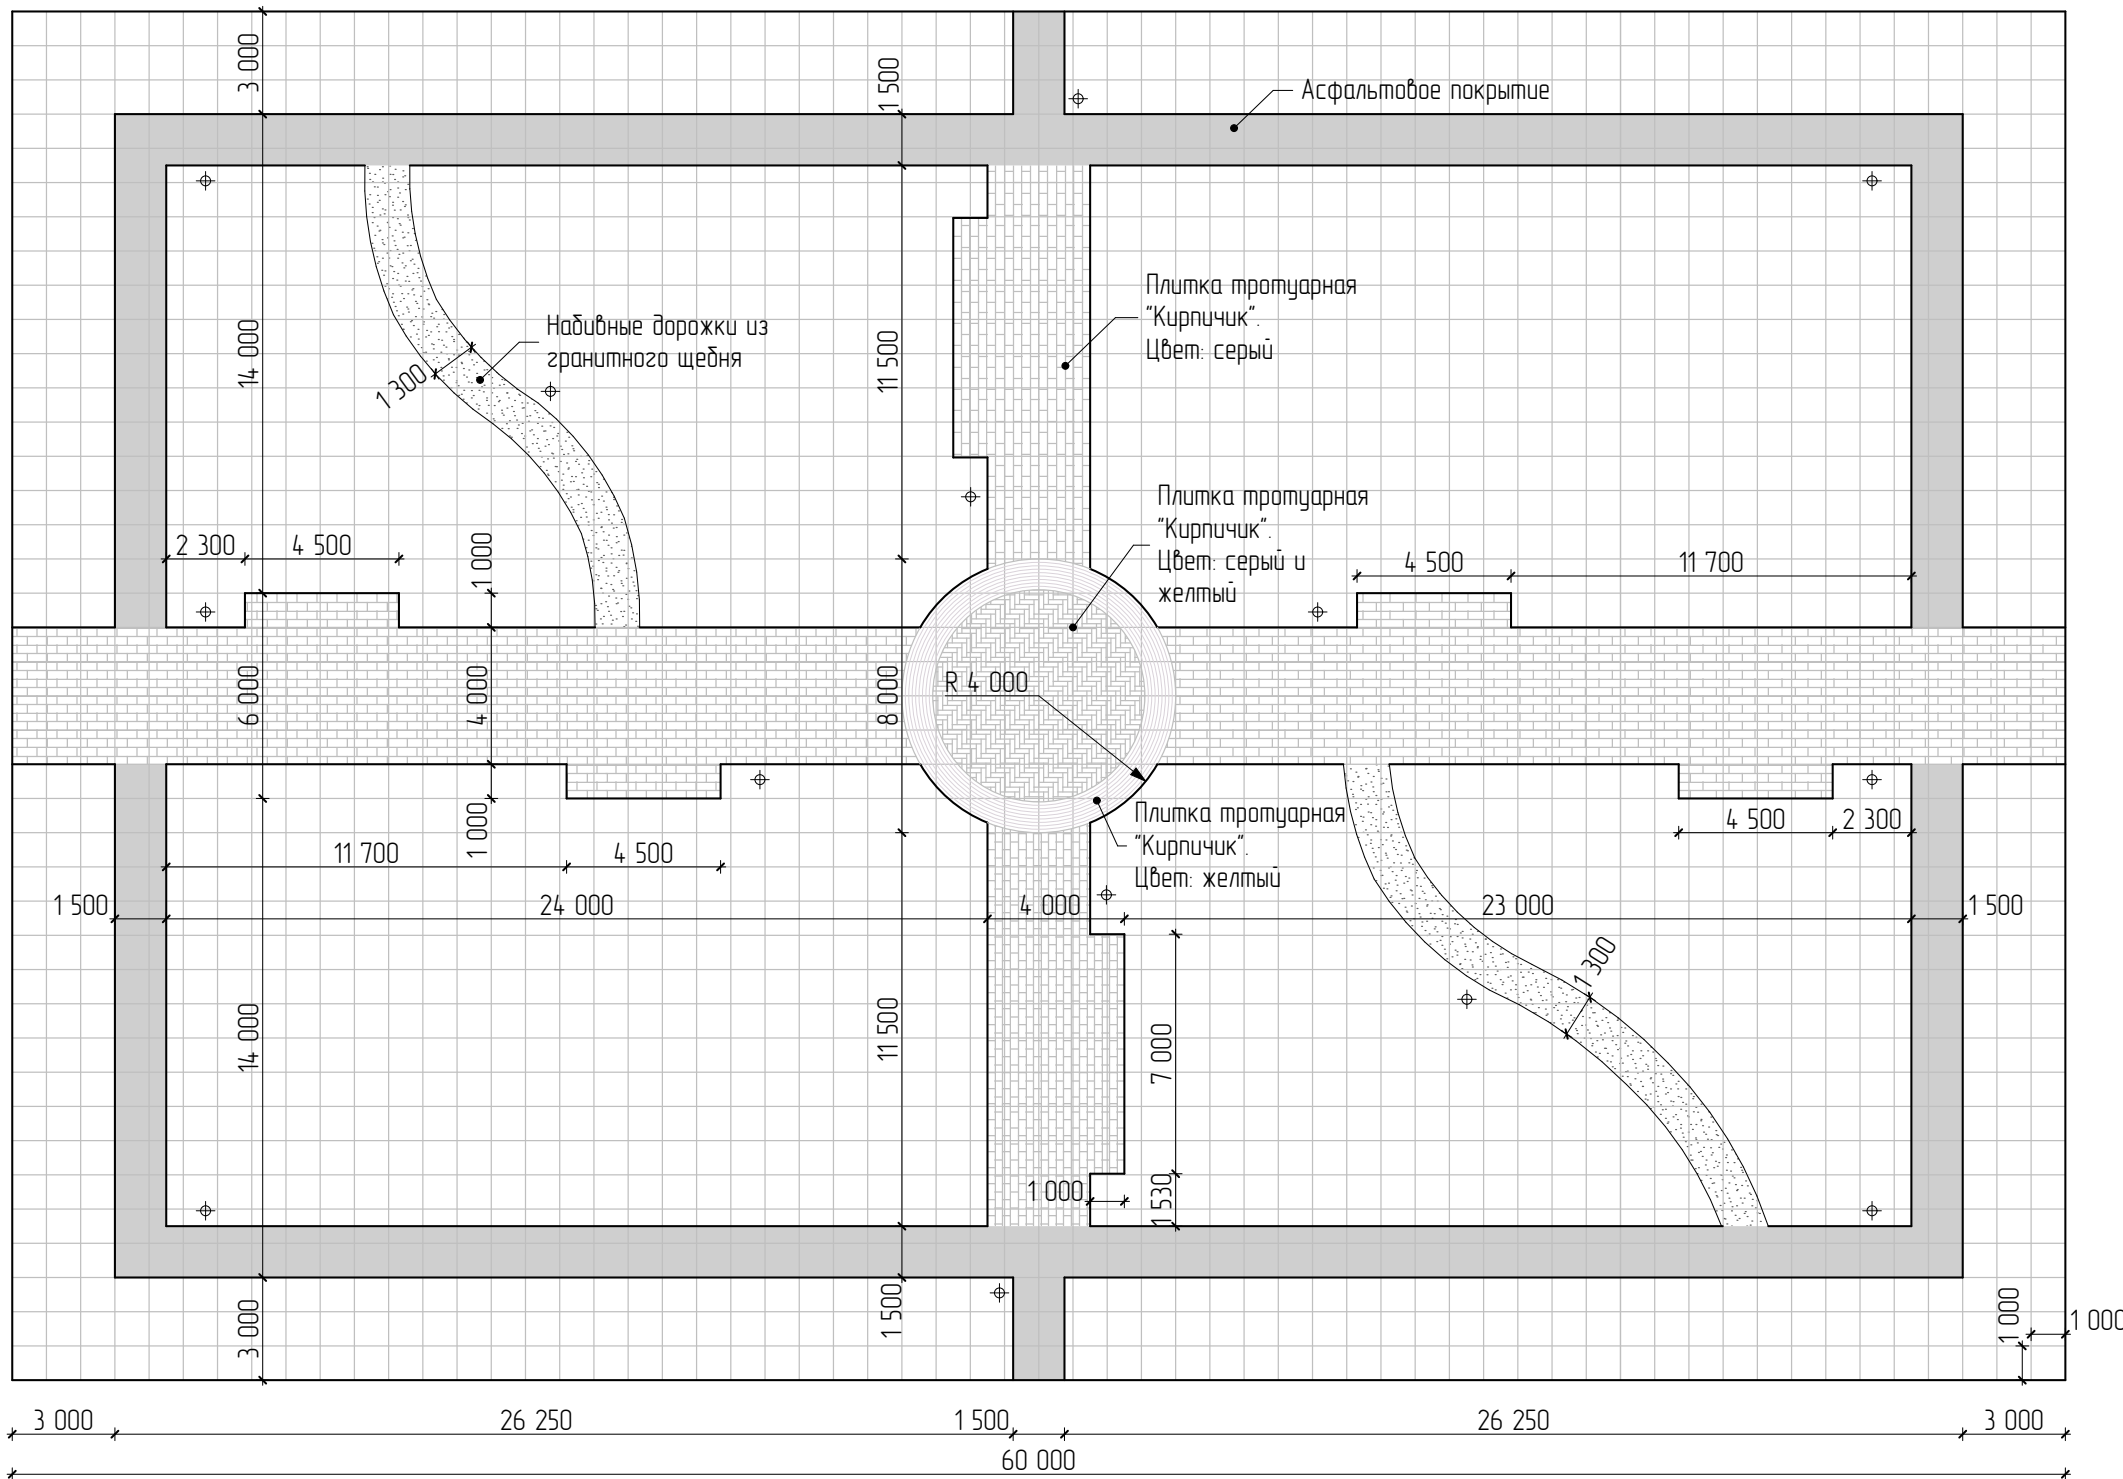 3 000
1 500
Асфальтовое покрытие
Плитка тротуарная
"Кирпичик".
Цвет: серый
Набивные дорожки из
гранитного щебня
14 000
11 500
1 300
Плитка тротуарная
"Кирпичик".
Цвет: серый и
желтый
2 300
4 500
1 000
4 500
11 700
6 000
4 000
8 000
R 4 000
Плитка тротуарная
"Кирпичик".
Цвет: желтый
1 000
4 500
2 300
11 700
4 500
1 500
24 000
4 000
23 000
1 500
1 300
14 000
11 500
7 000
1 000
1 530
3 000
1 500
1 000
1 000
3 000
26 250
1 500
26 250
3 000
60 000